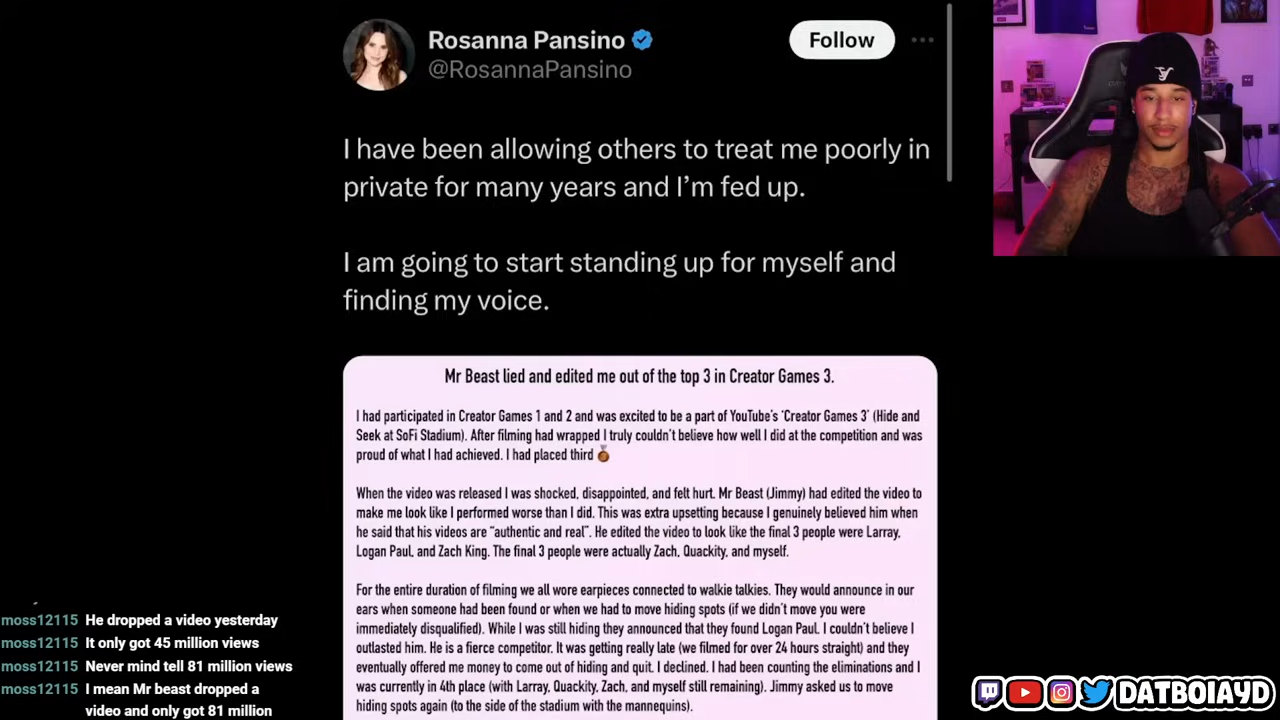 Rosanna Pansino
@RosannaPansino
Follow
I have been allowing others to treat me poorly in
private for many years and I’m fed up.
I am going to start standing up for myself and
finding my voice.
Mr Beast lied and edited me out of the top 3 in Creator Games 3.
I had participated in Creator Games 1 and 2 and was excited to be a part of YouTube’s ‘Creator Games 3’ (Hide and
Seek at SoFi Stadium). After filming had wrapped I truly couldn’t believe how well I did at the competition and was
proud of what I had achieved. I had placed third
When the video was released I was shocked, disappointed, and felt hurt. Mr Beast (Jimmy) had edited the video to
make me look like I performed worse than I did. This was extra upsetting because I genuinely believed him when
he said that his videos are “authentic and real”. He edited the video to look like the final 3 people were Larray,
Logan Paul, and Zach King. The final 3 people were actually Zach, Quackity, and myself.
For the entire duration of filming we all wore earpieces connected to walkie talkies. They would announce in our
ears when someone had been found or when we had to move hiding spots (if we didn’t move you were
immediately disqualified). While I was still hiding they announced that they found Logan Paul. I couldn’t believe I
outlasted him. He is a fierce competitor. It was getting really late (we filmed for over 24 hours straight) and they
eventually offered me money to come out of hiding and quit. I declined. I had been counting the eliminations and I
was currently in 4th place (with Larray, Quackity, Zach, and myself still remaining). Jimmy asked us to move
hiding spots again (to the side of the stadium with the mannequins).
moss12115 He dropped a video yesterday
moss12115 It only got 45 million views
moss12115 Never mind tell 81 million views
moss12115 I mean Mr beast dropped a
video and only got 81 million
DATBOIAYD